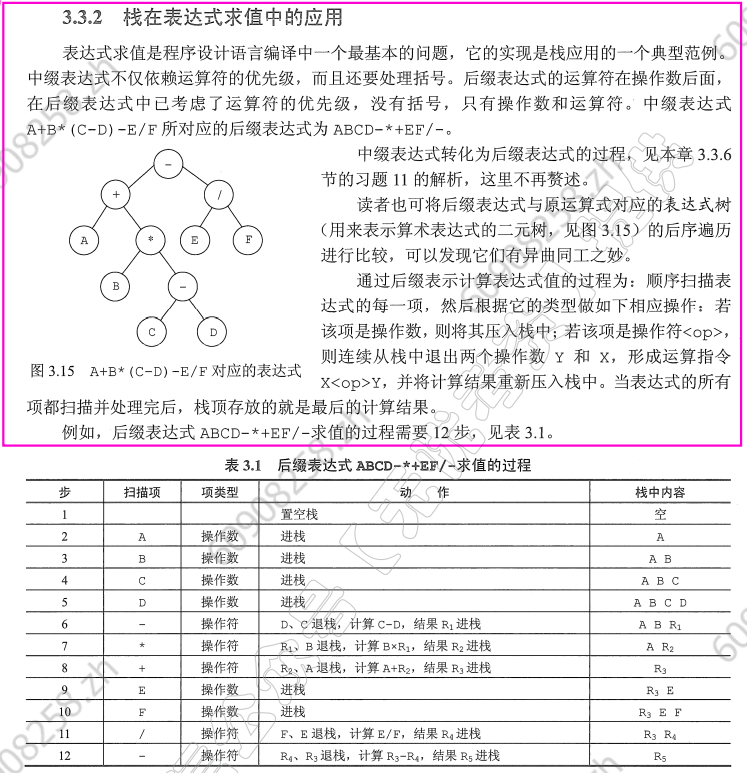 3.3.2 栈在表达式求值中的应用
表达式求值是程序设计语言编译中一个最基本的问题，它的实现是栈应用的一个典型范例。
中缀表达式不仅依赖运算符的优先级，而且还要处理括号。后缀表达式的运算符在操作数后面，
在后缀表达式中已考虑了运算符的优先级，没有括号，只有操作数和运算符。中缀表达式
A+B*(C-D)-E/F 所对应的后缀表达式为 ABCD-*+EF/-。
中缀表达式转化为后缀表达式的过程，见本章 3.3.6
节的习题 11 的解析，这里不再赘述。
读者也可将后缀表达式与原运算式对应的表达式树
（用来表示算术表达式的二元树，见图 3.15）的后序遍历
进行比较，可以发现它们有异曲同工之妙。
通过后缀表示计算表达式值的过程为：顺序扫描表
达式的每一项，然后根据它的类型做如下相应操作：若
该项是操作数，则将其压入栈中；若该项是操作符<op>，
则连续从栈中退出两个操作数 Y 和 X，形成运算指令
X<op>Y，并将计算结果重新压入栈中。当表达式的所有
-
+ /
A * E F
B -
C D
图 3.15 A+B*(C-D)-E/F 对应的表达式
项都扫描并处理完后，栈顶存放的就是最后的计算结果。
例如，后缀表达式 ABCD-*+EF/-求值的过程需要 12 步，见表 3.1。
表 3.1 后缀表达式 ABCD-*+EF/-求值的过程
步 扫描项 项类型 动 作 栈中内容
1 置空栈 空
2 A 操作数 进栈 A
3 B 操作数 进栈 A B
4 C 操作数 进栈 A B C
5 D 操作数 进栈 A B C D
6 - 操作符 D、C 退栈，计算 C-D，结果 R₁ 进栈 A B R₁
7 * 操作符 R₁、B 退栈，计算 B×R₁，结果 R₂ 进栈 A R₂
8 + 操作符 R₂、A 退栈，计算 A+R₂，结果 R₃ 进栈 R₃
9 E 操作数 进栈 R₃ E
10 F 操作数 进栈 R₃ E F
11 / 操作符 F、E 退栈，计算 E/F，结果 R₄ 进栈 R₃ R₄
12 - 操作符 R₄、R₃ 退栈，计算 R₃-R₄，结果 R₅ 进栈 R₅